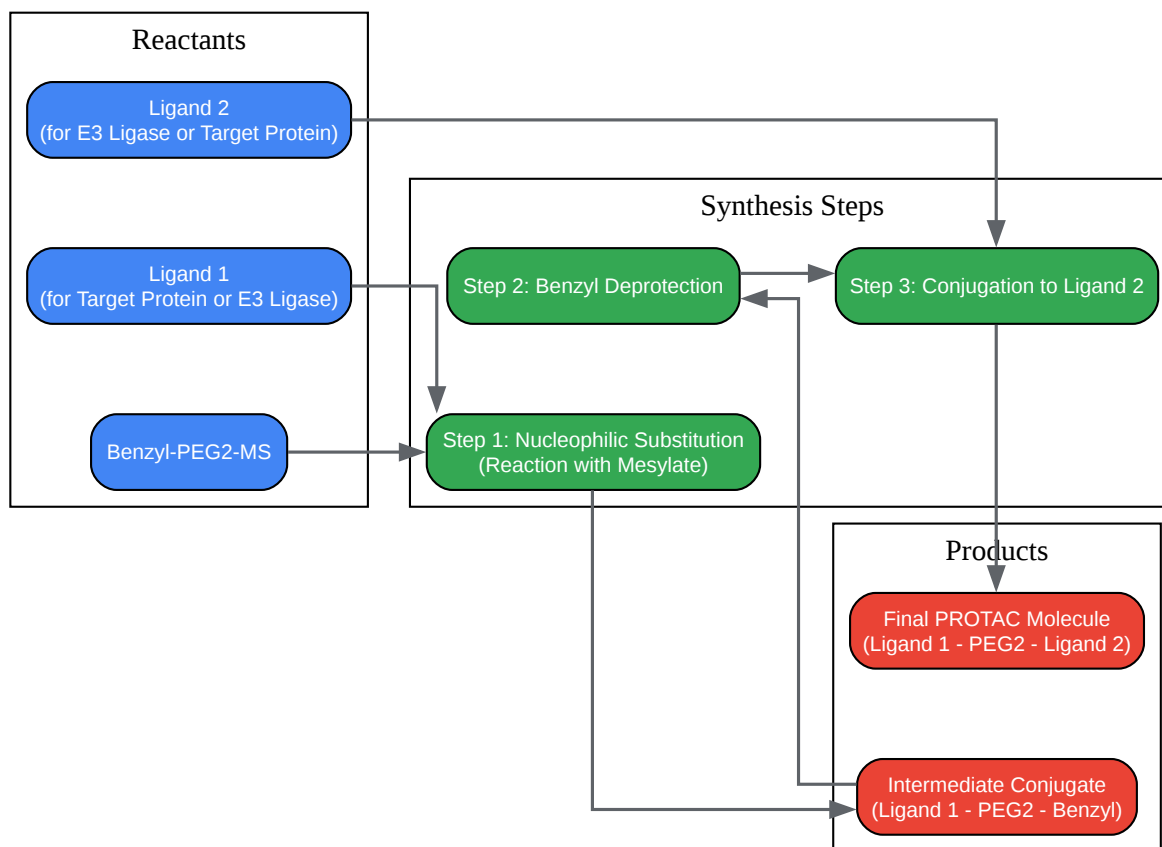 Reactants
Ligand 2
(for E3 Ligase or Target Protein)
Ligand 1
(for Target Protein or E3 Ligase)
Benzyl-PEG2-MS
Synthesis Steps
Step 2: Benzyl Deprotection
Step 3: Conjugation to Ligand 2
Step 1: Nucleophilic Substitution
(Reaction with Mesylate)
Products
Final PROTAC Molecule
(Ligand 1 - PEG2 - Ligand 2)
Intermediate Conjugate
(Ligand 1 - PEG2 - Benzyl)